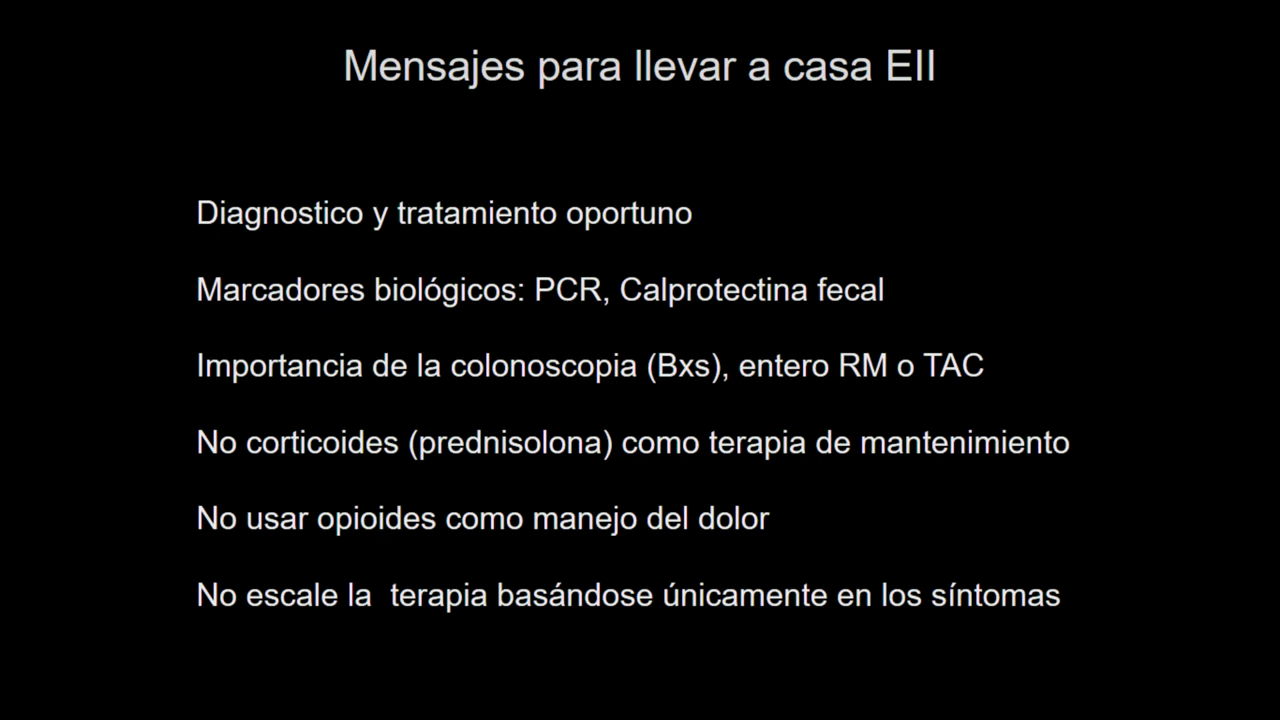 Mensajes para llevar a casa EII
Diagnostico y tratamiento oportuno
Marcadores biológicos: PCR, Calprotectina fecal
Importancia de la colonoscopia (Bxs), entero RM o TAC
No corticoides (prednisolona) como terapia de mantenimiento
No usar opioides como manejo del dolor
No escale la  terapia basándose únicamente en los síntomas